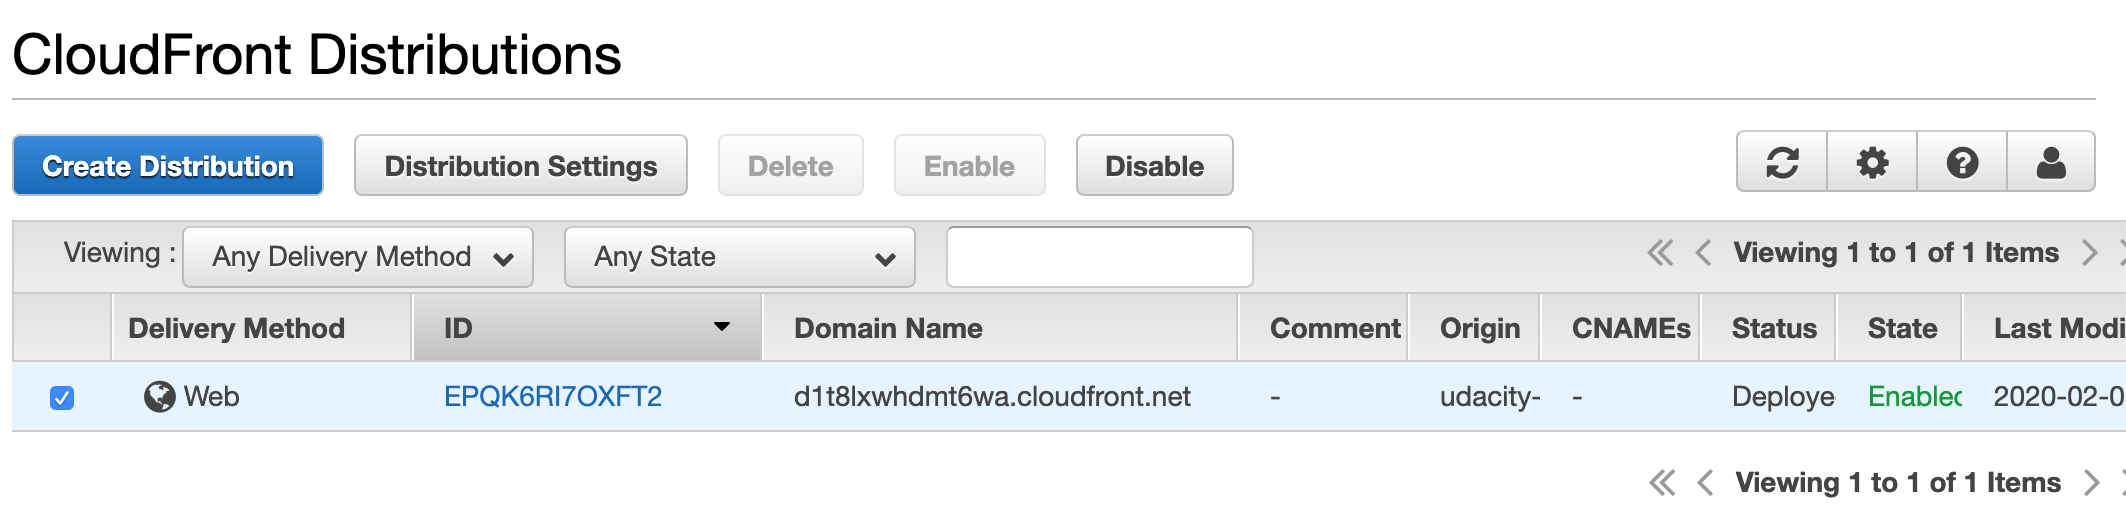 CloudFront Distributions
Create Distribution Distribution Settings Delete Enable Disable
Viewing : Any Delivery Method Any State Viewing 1 to 1 of 1 Items
Delivery Method ID Domain Name Comment Origin CNAMEs Status State Last Modi
Web EPQK6RI7OXFT2 d1t8lxwhdmt6wa.cloudfront.net - udacity- - Deploye Enabled 2020-02-0
Viewing 1 to 1 of 1 Items